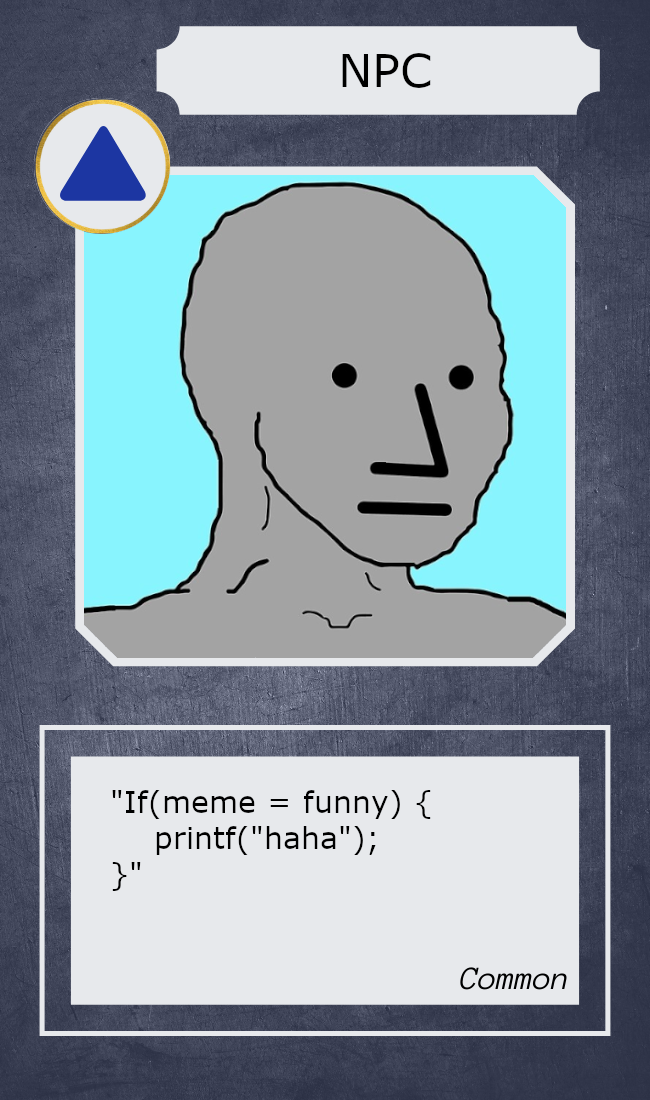 NPC
"If(meme = funny) {
printf("haha");
}"
Common